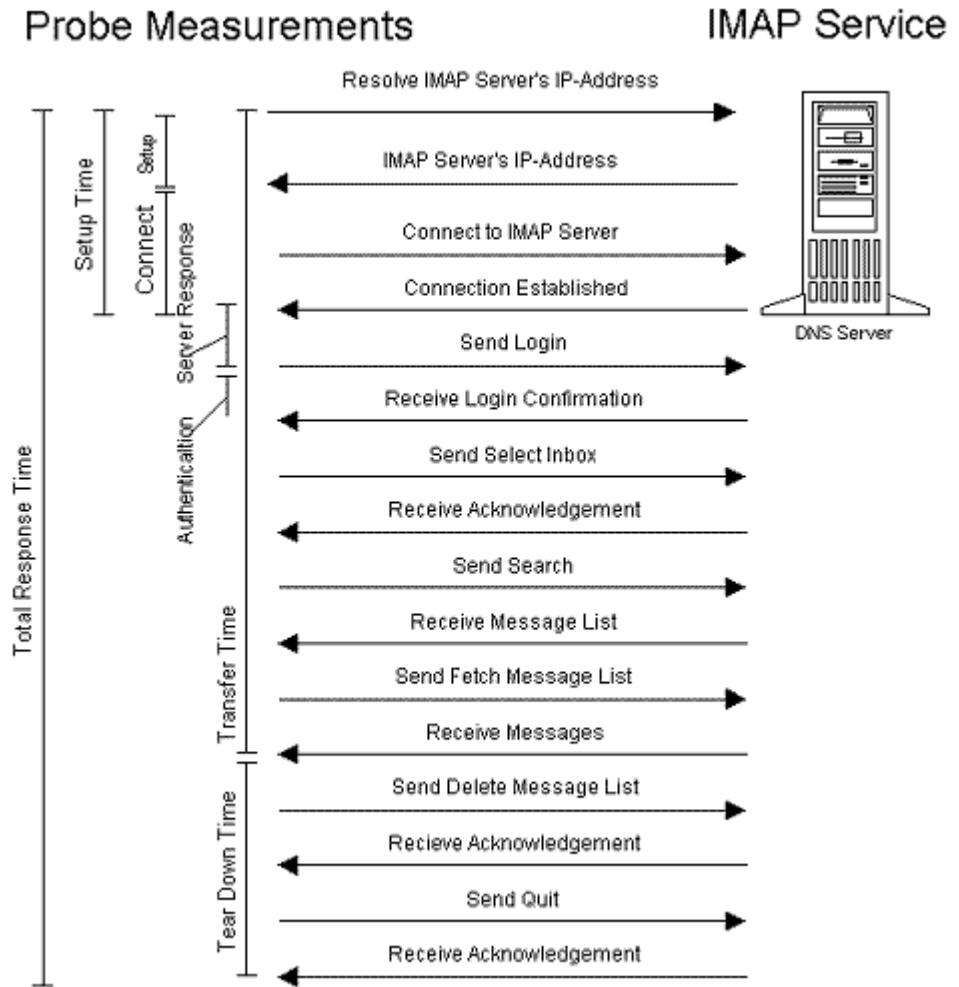 Probe Measurements
IMAP Service
Resolve IMAP Server's IP-Address
IMAP Server's IP-Address
Connect to IMAP Server
Connection Established
DNS Server
Send Login
Receive Login Confirmation
Send Select Inbox
Receive Acknowledgement
Send Search
Receive Message List
Send Fetch Message List
Receive Messages
Send Delete Message List
Recieve Acknowledgement
Send Quit
Receive Acknowledgement
Total Response Time
Setup Time
Setup
Connect
Server Response
Authenticaltion
Transfer Time
Tear Down Time